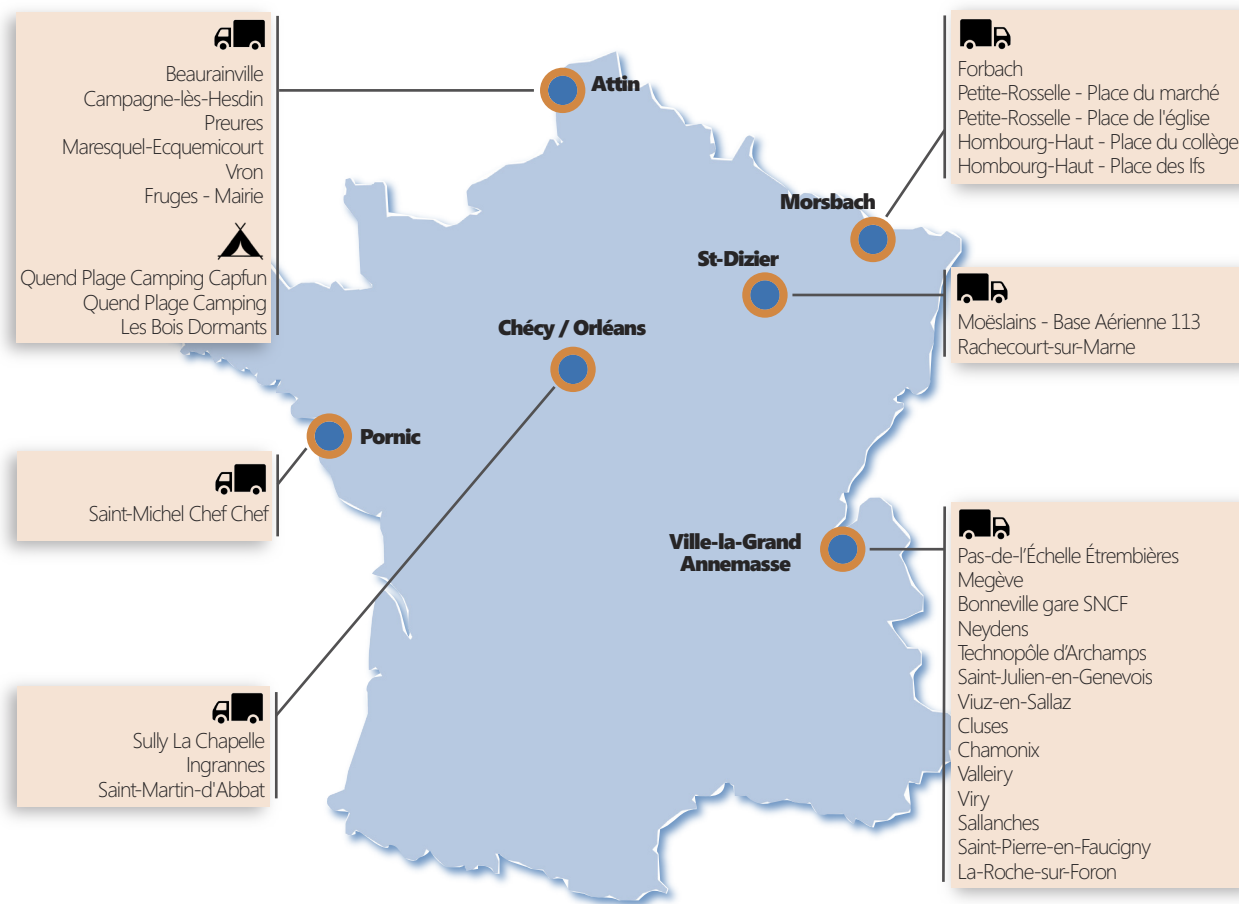 Beaurainville
Campagne-lès-Hesdin
Preures
Maresquel-Ecquemicourt
Vron
Fruges - Mairie
Quend Plage Camping Capfun
Quend Plage Camping
Les Bois Dormants
Attin
Forbach
Petite-Rosselle - Place du marché
Petite-Rosselle - Place de l'église
Hombourg-Haut - Place du collège
Hombourg-Haut - Place des Ifs
Morsbach
St-Dizier
Moëslains - Base Aérienne 113
Rachecourt-sur-Marne
Chécy / Orléans
Pornic
Saint-Michel Chef Chef
Ville-la-Grand
Annemasse
Pas-de-l’Échelle Étrembières
Megève
Bonneville gare SNCF
Neydens
Technopôle d’Archamps
Saint-Julien-en-Genevois
Viuz-en-Sallaz
Cluses
Chamonix
Valleiry
Viry
Sallanches
Saint-Pierre-en-Faucigny
La-Roche-sur-Foron
Sully La Chapelle
Ingrannes
Saint-Martin-d'Abbat